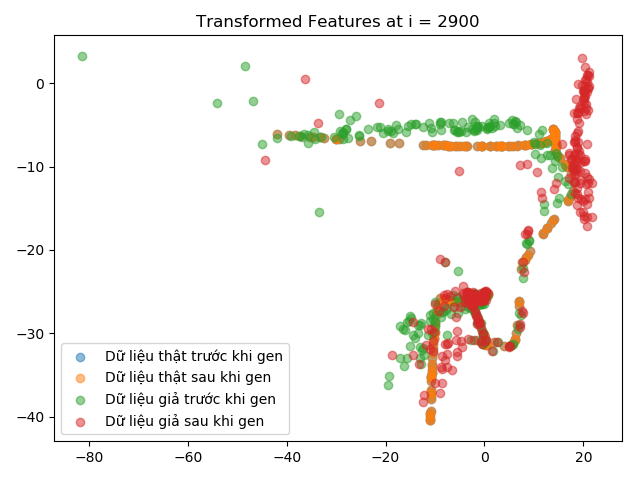 Transformed Features at i = 2900
0
−10
−20
−30
−40
Dữ liệu thật trước khi gen
Dữ liệu thật sau khi gen
Dữ liệu giả trước khi gen
Dữ liệu giả sau khi gen
−80 −60 −40 −20 0 20